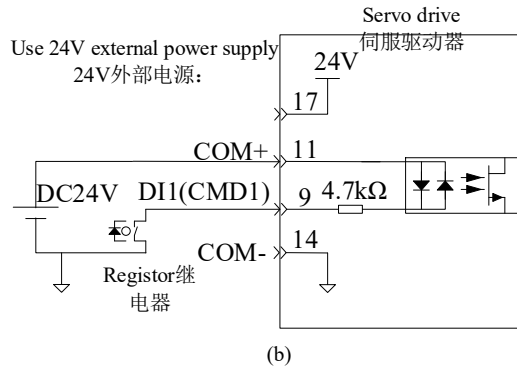 Servo drive
伺服驱动器
Use 24V external power supply
24V外部电源：
24V
17
COM+
11
DC24V
DI1(CMD1)
9
4.7kΩ
COM-
14
Registor继
电器
(b)